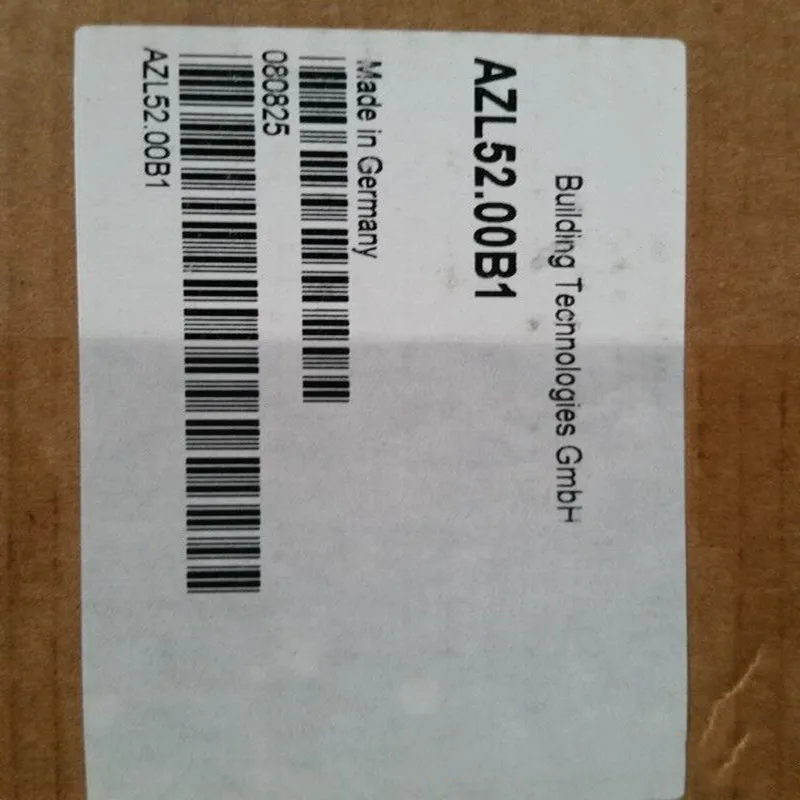 Building Technologies GmbH
AZL52.00B1
Made in Germany
080825
AZL52.00B1